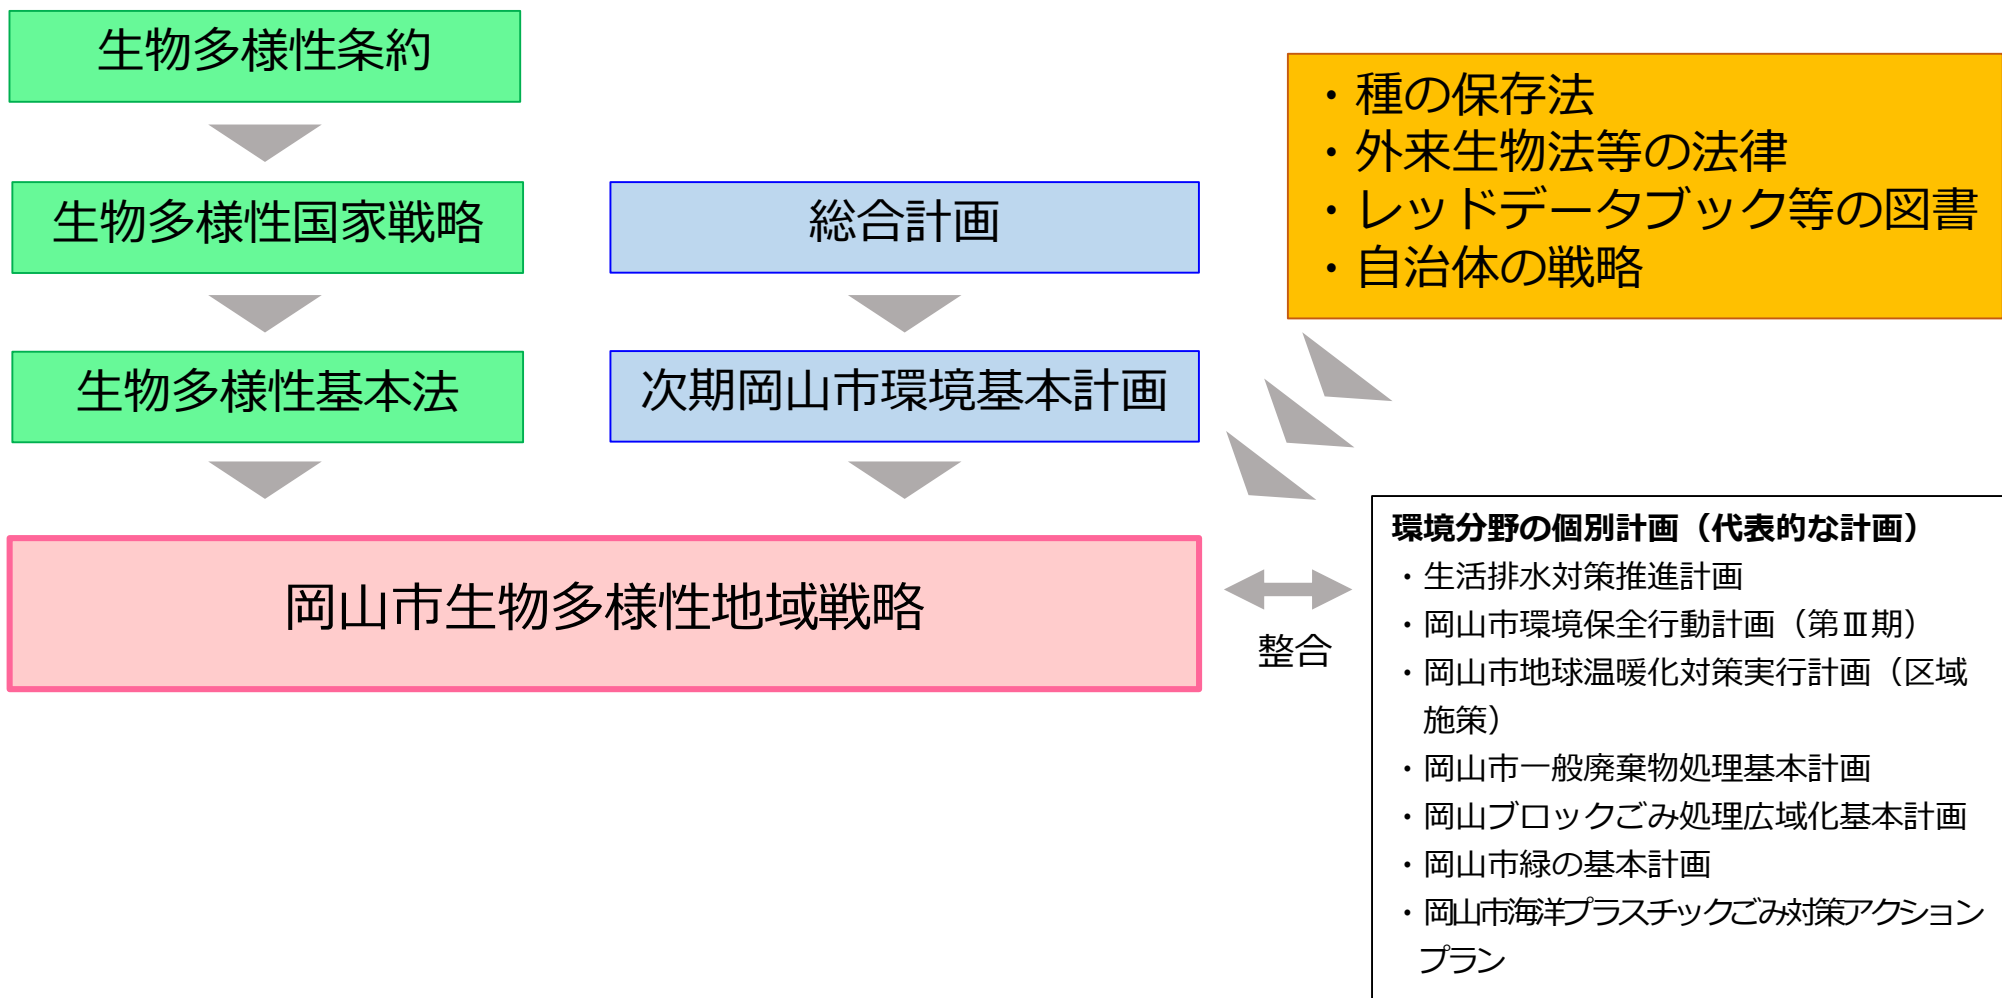 生物多様性条約
生物多様性国家戦略
生物多様性基本法
総合計画
次期岡山市環境基本計画
・種の保存法
・外来生物法等の法律
・レッドデータブック等の図書
・自治体の戦略
岡山市生物多様性地域戦略
整合
環境分野の個別計画（代表的な計画）
・生活排水対策推進計画
・岡山市環境保全行動計画（第Ⅲ期）
・岡山市地球温暖化対策実行計画（区域
施策）
・岡山市一般廃棄物処理基本計画
・岡山ブロックごみ処理広域化基本計画
・岡山市緑の基本計画
・岡山市海洋プラスチックごみ対策アクション
プラン